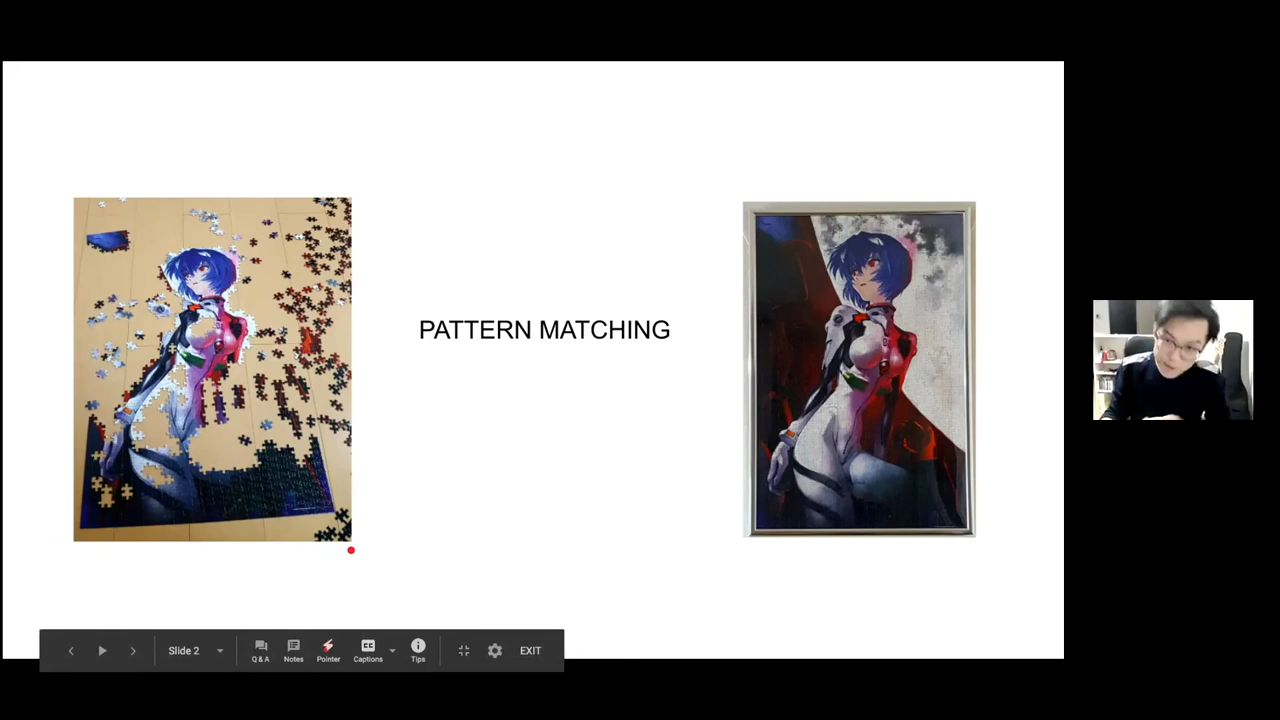 PATTERN MATCHING
Slide 2
Q & A
Notes
Pointer
Captions
Tips
EXIT